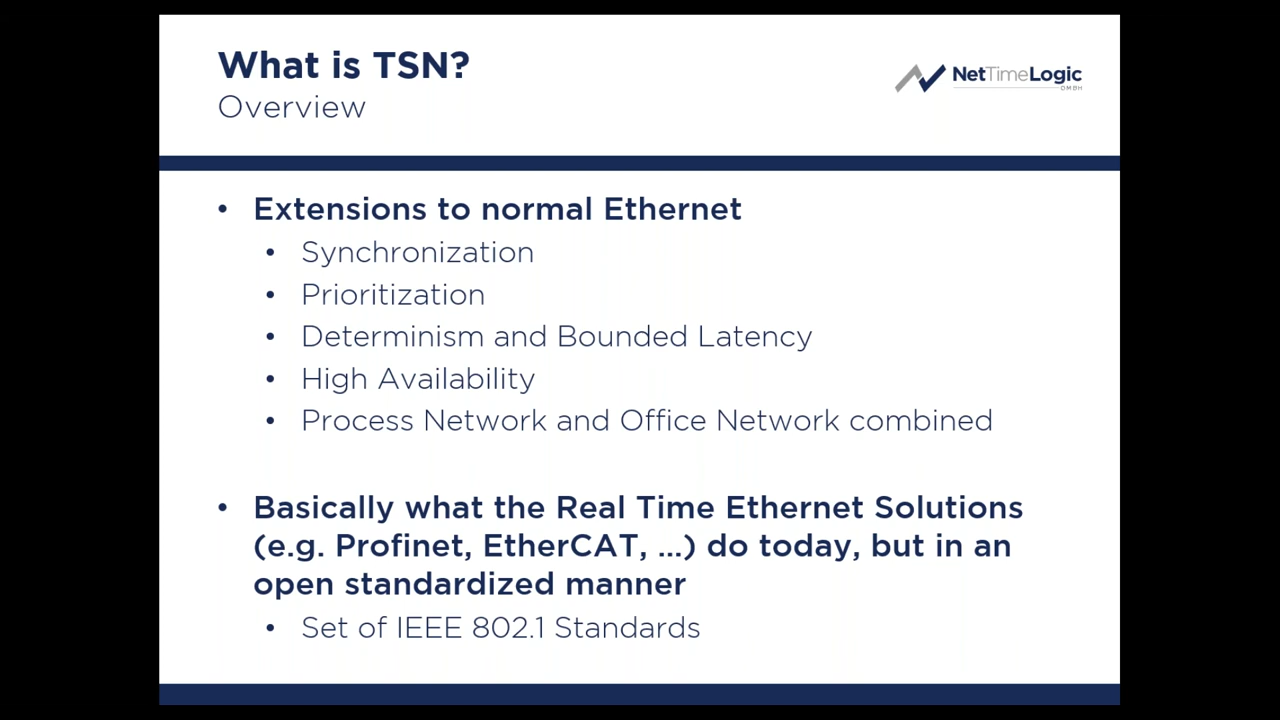 What is TSN?
Overview
NetTimeLogic
GMBH
• Extensions to normal Ethernet
• Synchronization
• Prioritization
• Determinism and Bounded Latency
• High Availability
• Process Network and Office Network combined
• Basically what the Real Time Ethernet Solutions
(e.g. Profinet, EtherCAT, ...) do today, but in an
open standardized manner
• Set of IEEE 802.1 Standards